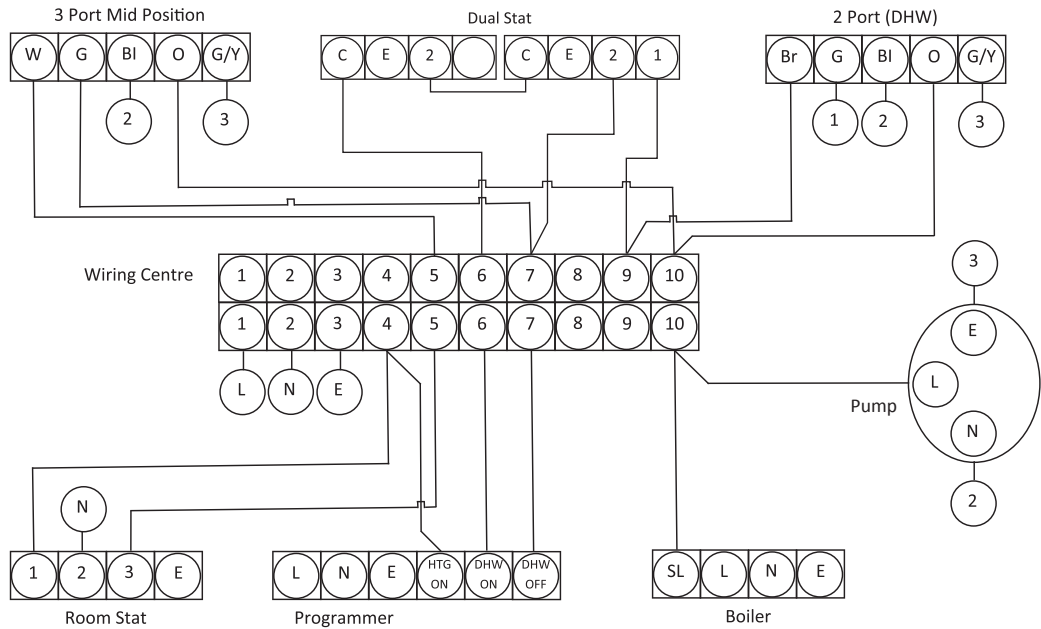 3 Port Mid Position
Dual Stat
2 Port (DHW)
W G Bl O G/Y
C E 2 C E 2 1
Br G Bl O G/Y
2 3
1 2 3
Wiring Centre
1 2 3 4 5 6 7 8 9 10
1 2 3 4 5 6 7 8 9 10
L N E
3
E
L
N
2
Pump
N
1 2 3 E
Room Stat
L N E HTG ON DHW ON DHW OFF
Programmer
SL L N E
Boiler